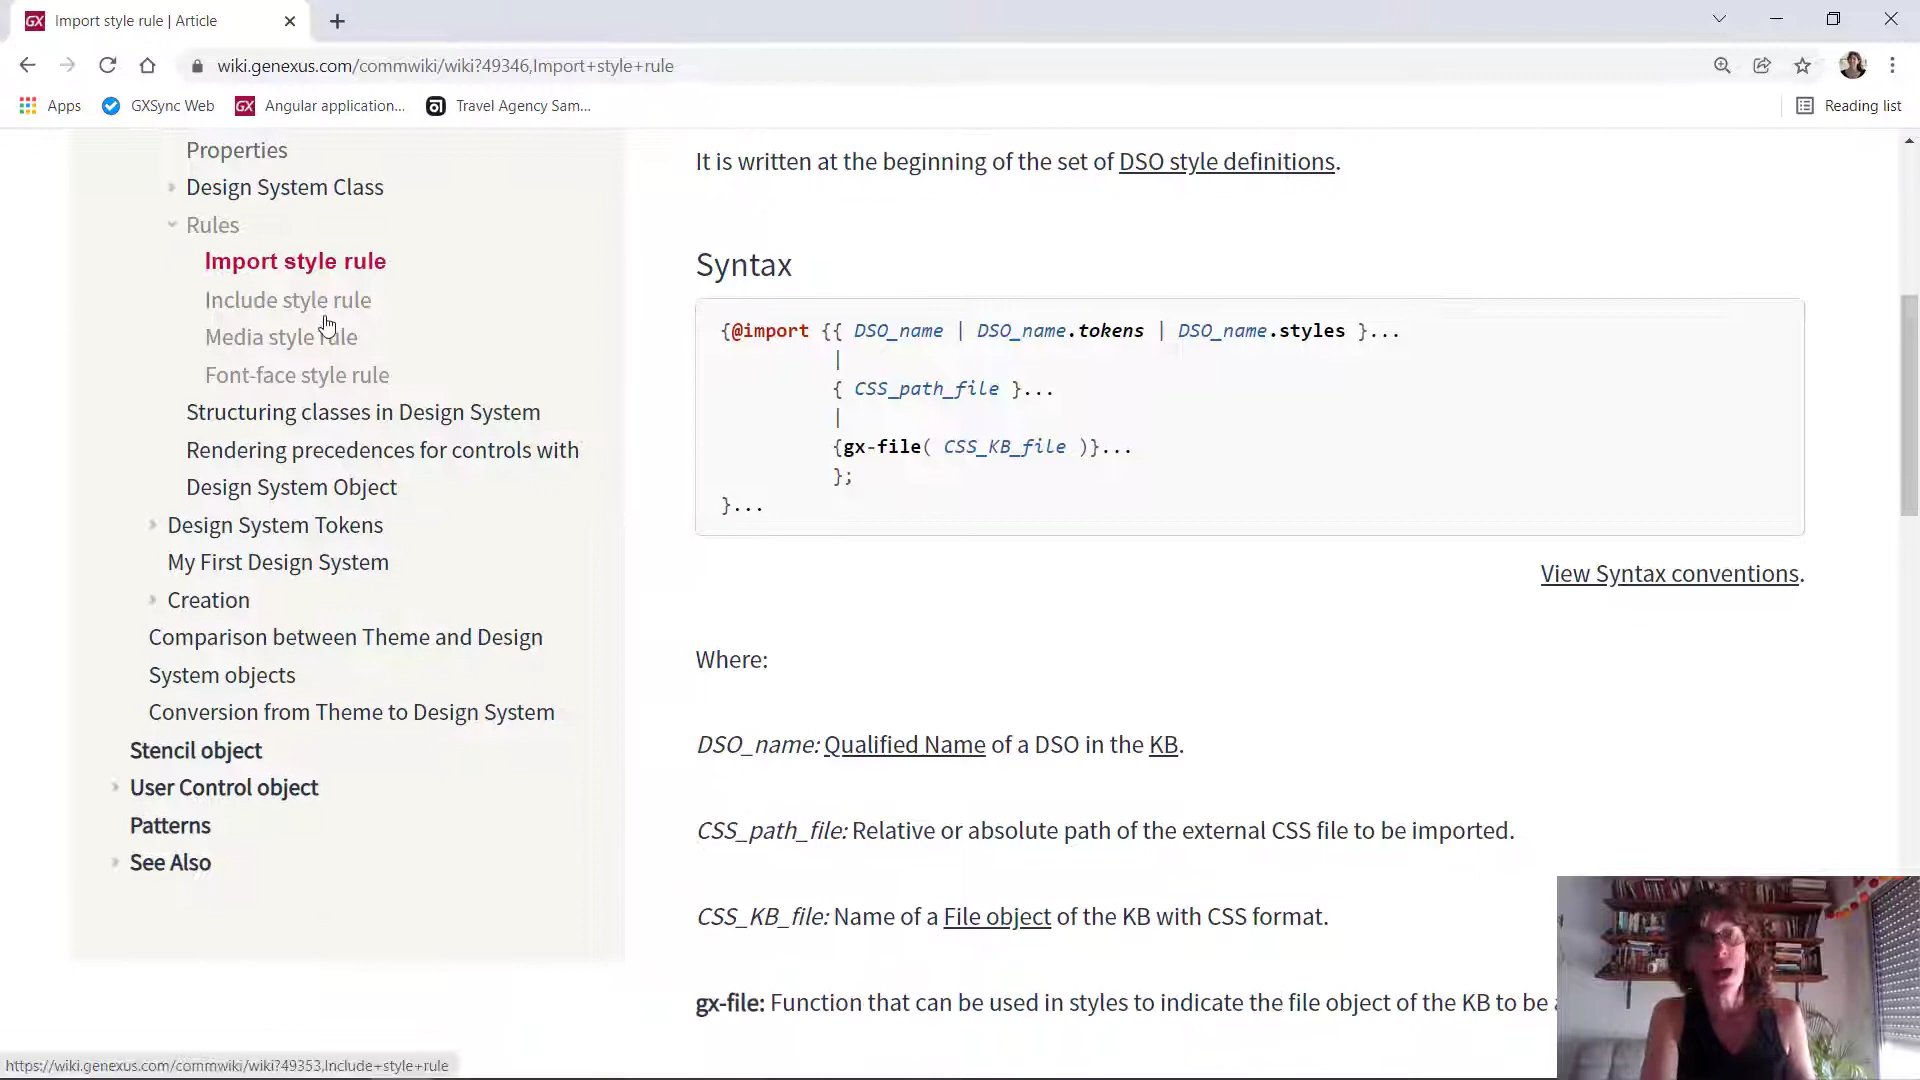 Import style rule | Article
wiki.genexus.com/commwiki/wiki?49346,Import+style+rule
Apps
GXSync Web
GX
Angular application...
Travel Agency Sam...
Reading list
Properties
Design System Class
Rules
Import style rule
Include style rule
Media style rule
Font-face style rule
Structuring classes in Design System
Rendering precedences for controls with
Design System Object
Design System Tokens
My First Design System
Creation
Comparison between Theme and Design
System objects
Conversion from Theme to Design System
Stencil object
User Control object
Patterns
See Also
It is written at the beginning of the set of DSO style definitions.
Syntax
{@import {{ DSO_name | DSO_name.tokens | DSO_name.styles }...
|
{ CSS_path_file }...
|
{gx-file( CSS_KB_file )}...
};
}...
View Syntax conventions.
Where:
DSO_name: Qualified Name of a DSO in the KB.
CSS_path_file: Relative or absolute path of the external CSS file to be imported.
CSS_KB_file: Name of a File object of the KB with CSS format.
gx-file: Function that can be used in styles to indicate the file object of the KB to be
https://wiki.genexus.com/commwiki/wiki?49353,Include+style+rule